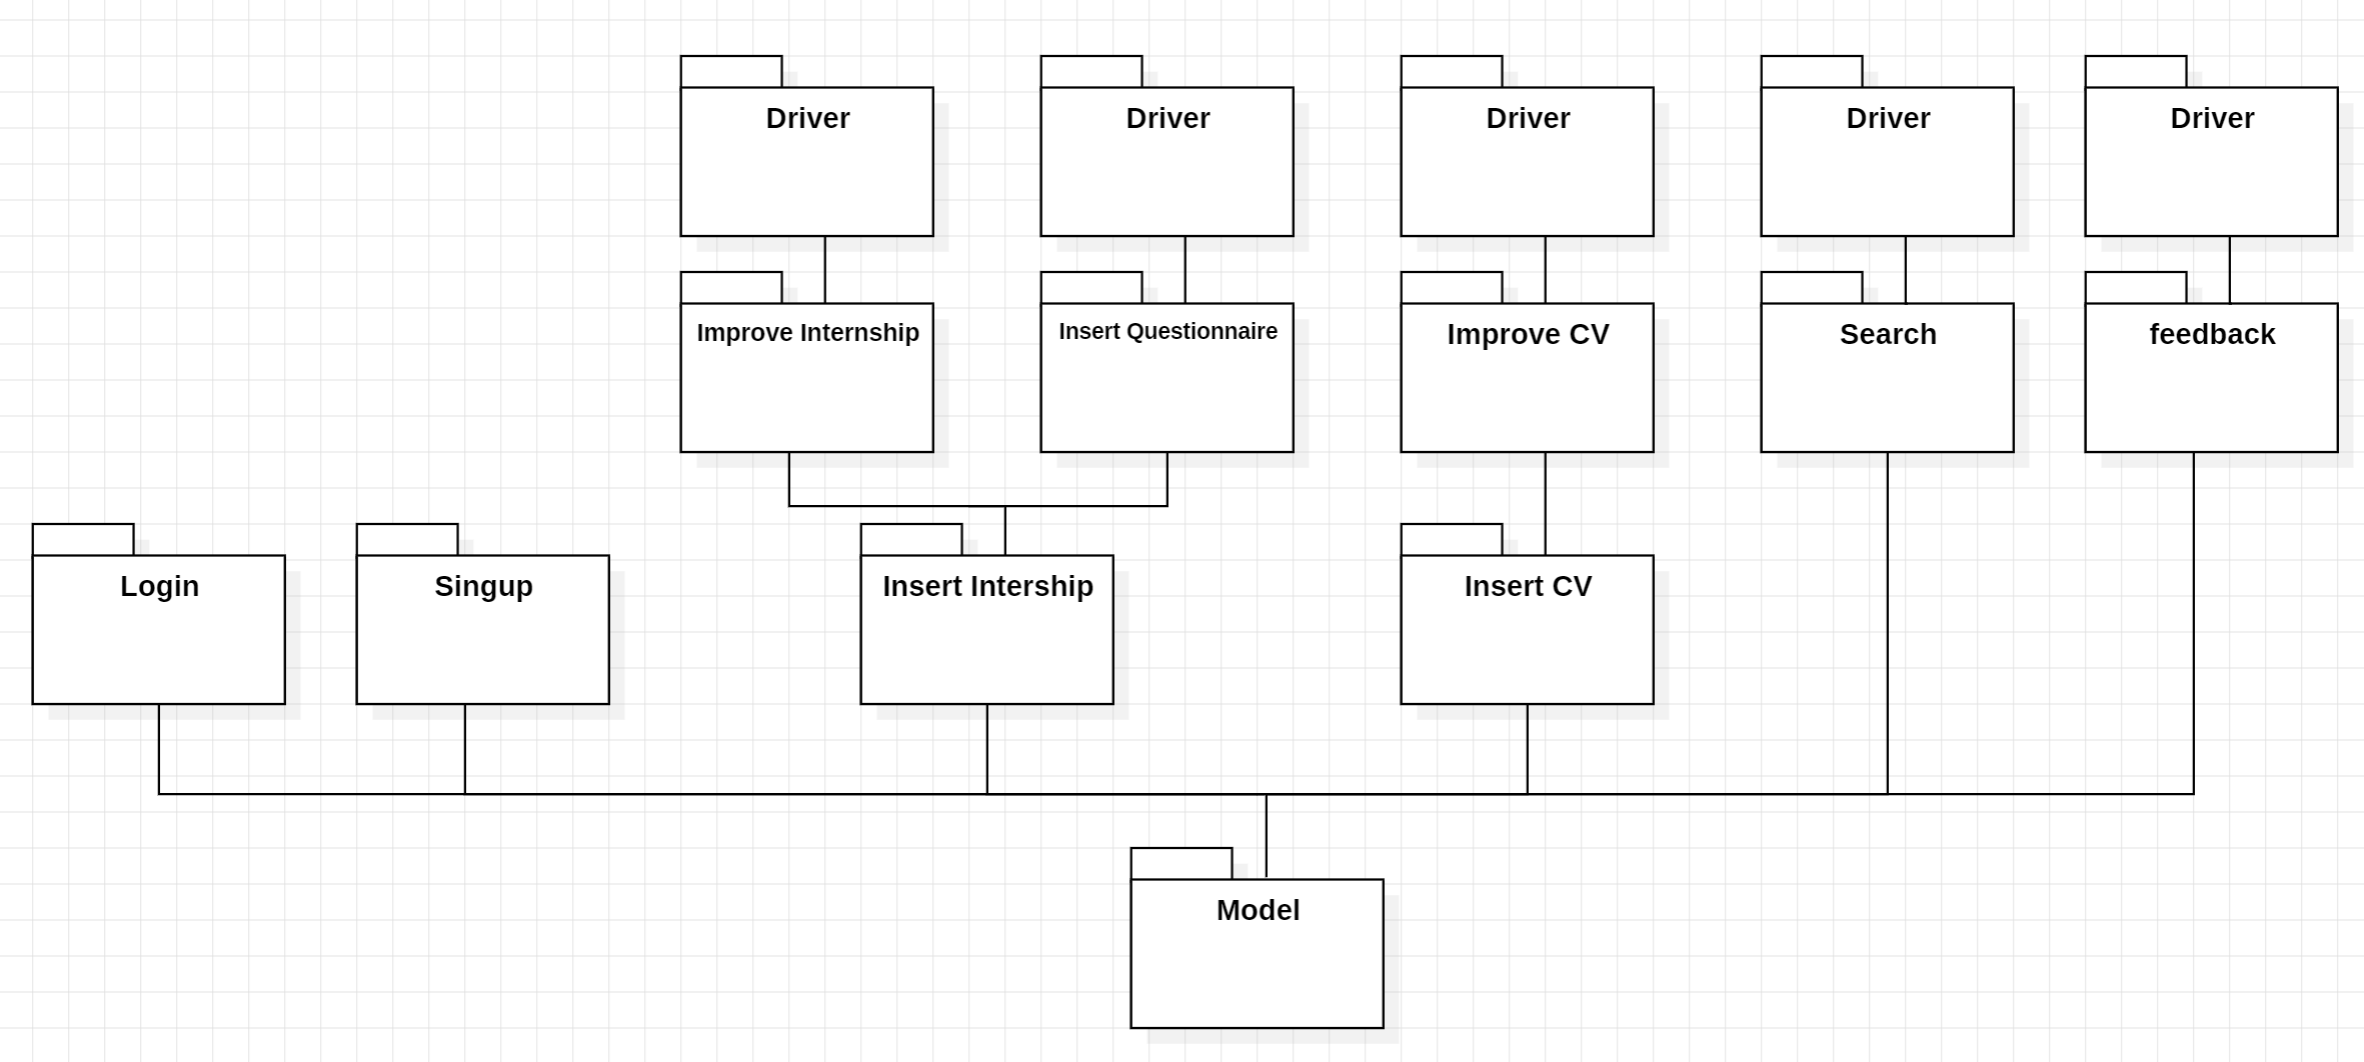 Driver
Driver
Driver
Driver
Driver
Improve Internship
Insert Questionnaire
Improve CV
Search
feedback
Login
Singup
Insert Intership
Insert CV
Model